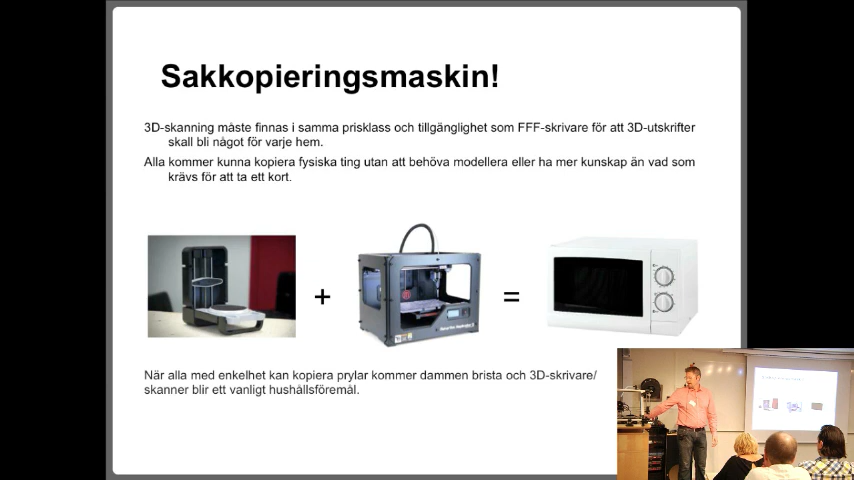 Sakkopieringsmaskin!
3D-skanning måste finnas i samma prisklass och tillgänglighet som FFF-skrivare för att 3D-utskrifter
skall bli något för varje hem.
Alla kommer kunna kopiera fysiska ting utan att behöva modellera eller ha mer kunskap än vad som
krävs för att ta ett kort.
+
=
När alla med enkelhet kan kopiera prylar kommer dammen brista och 3D-skrivare/
skanner blir ett vanligt hushållsföremål.